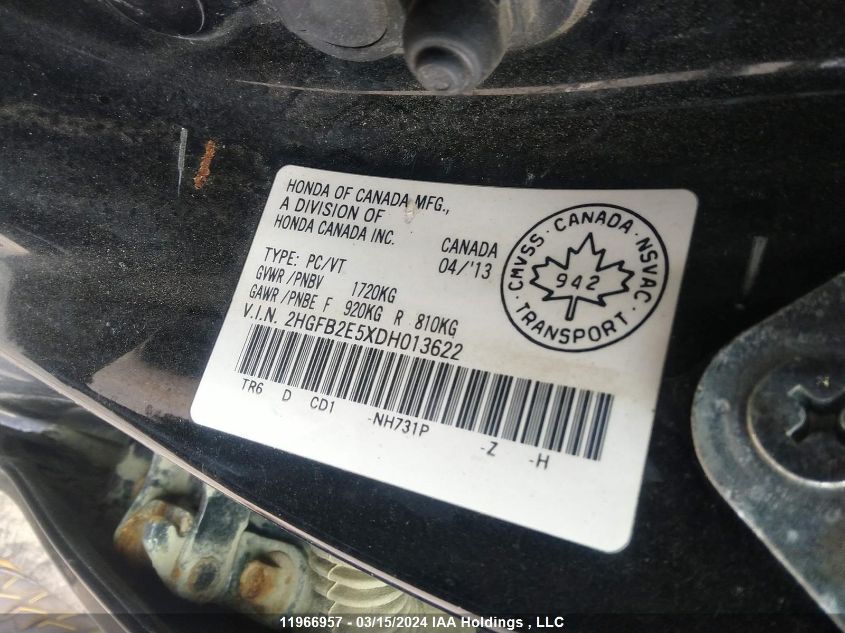 HONDA OF CANADA MFG.,
A DIVISION OF
HONDA CANADA INC.
CANADA
04/'13
TYPE: PC/VT
GVWR/PNBV 1720KG
GAWR/PNBE F 920KG R 810KG
V.I.N. 2HGFB2E5XDH013622
TR6 D CD1 -NH731P -Z -H
CMVSS·CANADA·NSVAC·
942
TRANSPORT
11966957 - 03/15/2024 IAA Holdings , LLC